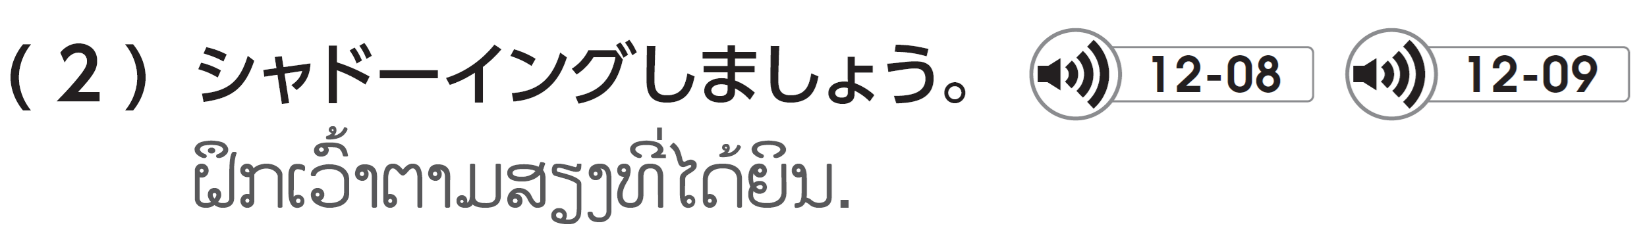 (2) シャドーイングしましょう。 12-08 12-09
ຝຶກເວົ້າຕາມສຽງທີ່ໄດ້ຍິນ.